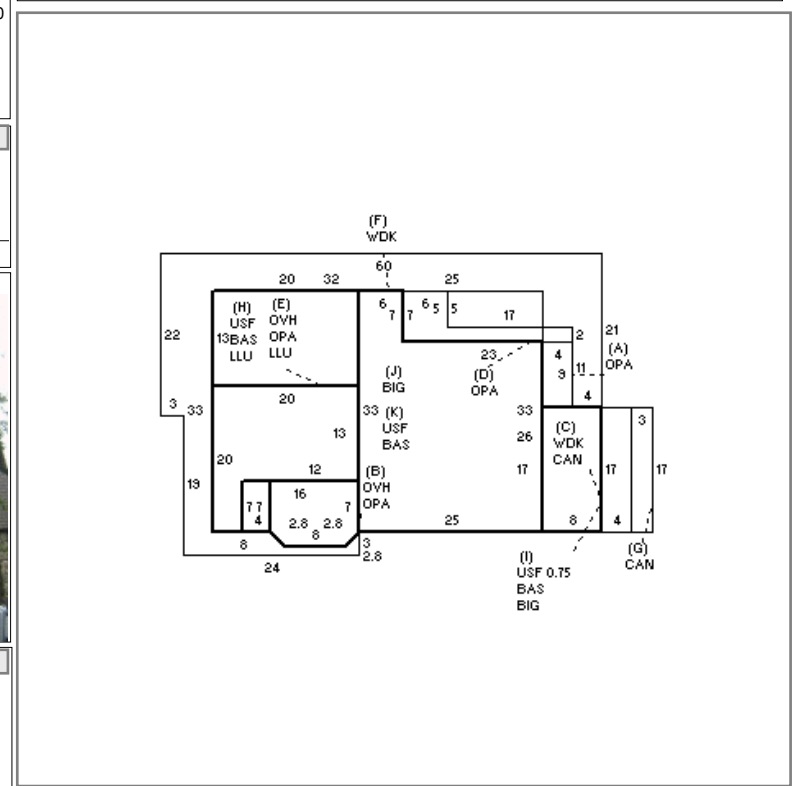 (F)
WDK
60
20 32 25
(H)
USF
BAS
LLU
(E)
OVH
OPA
LLU
13
6 7 7 6 5 5 17
22
2
21
(A)
OPA
23
(D)
OPA
4
9 11
4
(J)
BIG
20
3 33
33
(K)
USF
BAS
33
3
13
26
(C)
WDK
CAN
20
12
(B)
OVH
OPA
17
17
17
19
16
7 7
4
7
2.8 2.8
8
25
8
4
8
3
2.8
24
(G)
CAN
(I)
USF 0.75
BAS
BIG